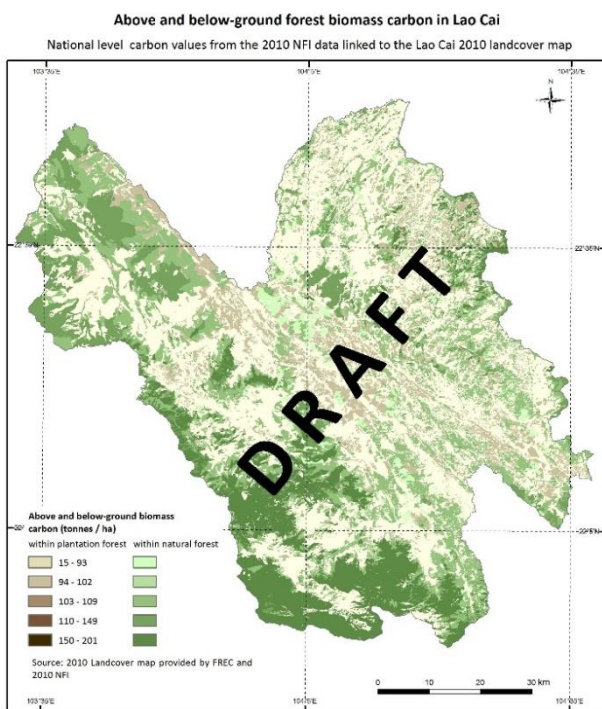 Above and below-ground forest biomass carbon in Lao Cai
National level carbon values from the 2010 NFI data linked to the Lao Cai 2010 landcover map
N
DRAFT
Above and below-ground biomass
carbon (tonnes / ha)
within plantation forest within natural forest
15 - 93
94 - 102
103 - 109
110 - 149
150 - 201
Source: 2010 Landcover map provided by FREC and
2010 NFI
0 10 20 30 km